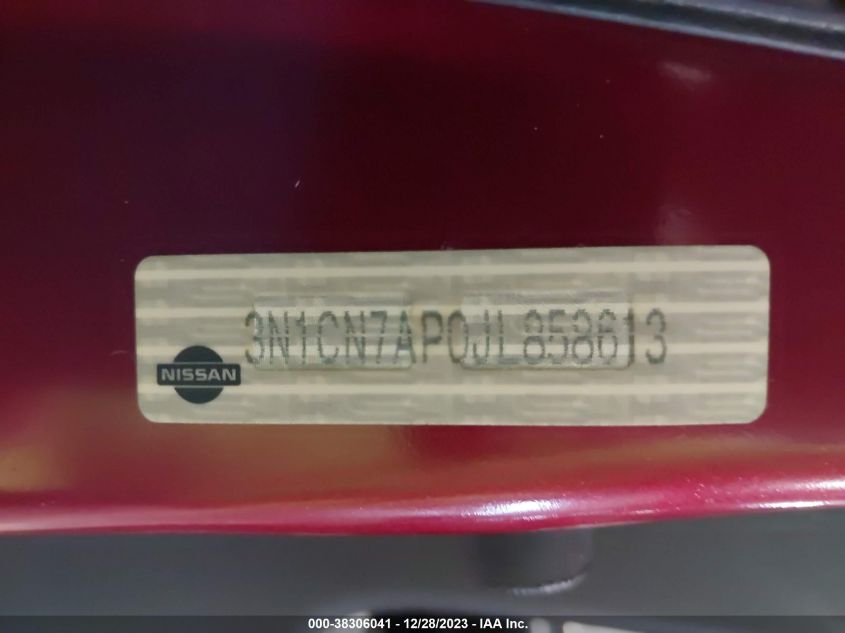 3N1CN7AP0JL858613
NISSAN
000-38306041 - 12/28/2023 - IAA Inc.